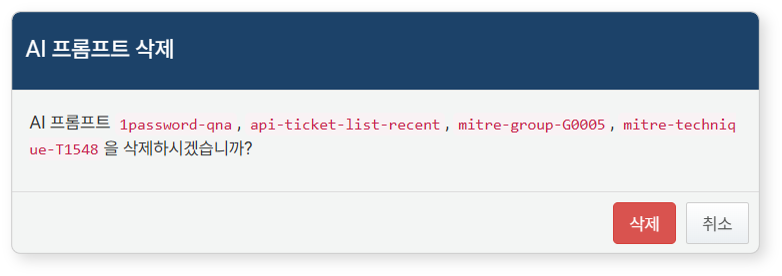 AI 프롬프트 삭제
AI 프롬프트 1password-qna, api-ticket-list-recent, mitre-group-G0005, mitre-techniq
ue-T1548 을 삭제하시겠습니까?
삭제 취소